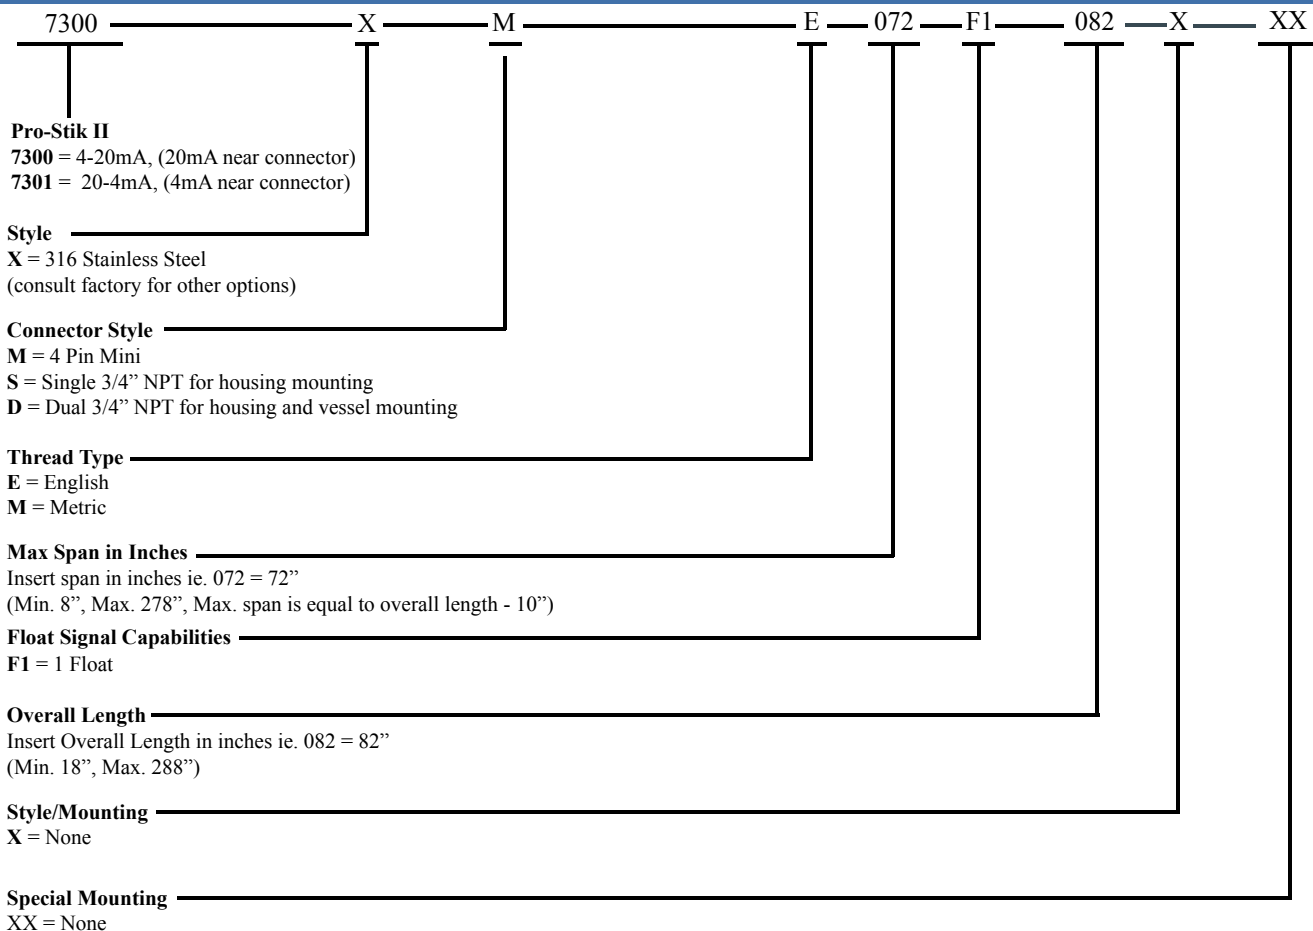 7300 X M E 072 F1 082 X XX
Pro-Stik II
7300 = 4-20mA, (20mA near connector)
7301 = 20-4mA, (4mA near connector)
Style
X = 316 Stainless Steel
(consult factory for other options)
Connector Style
M = 4 Pin Mini
S = Single 3/4” NPT for housing mounting
D = Dual 3/4” NPT for housing and vessel mounting
Thread Type
E = English
M = Metric
Max Span in Inches
Insert span in inches ie. 072 = 72”
(Min. 8”, Max. 278”, Max. span is equal to overall length - 10”)
Float Signal Capabilities
F1 = 1 Float
Overall Length
Insert Overall Length in inches ie. 082 = 82”
(Min. 18”, Max. 288”)
Style/Mounting
X = None
Special Mounting
XX = None